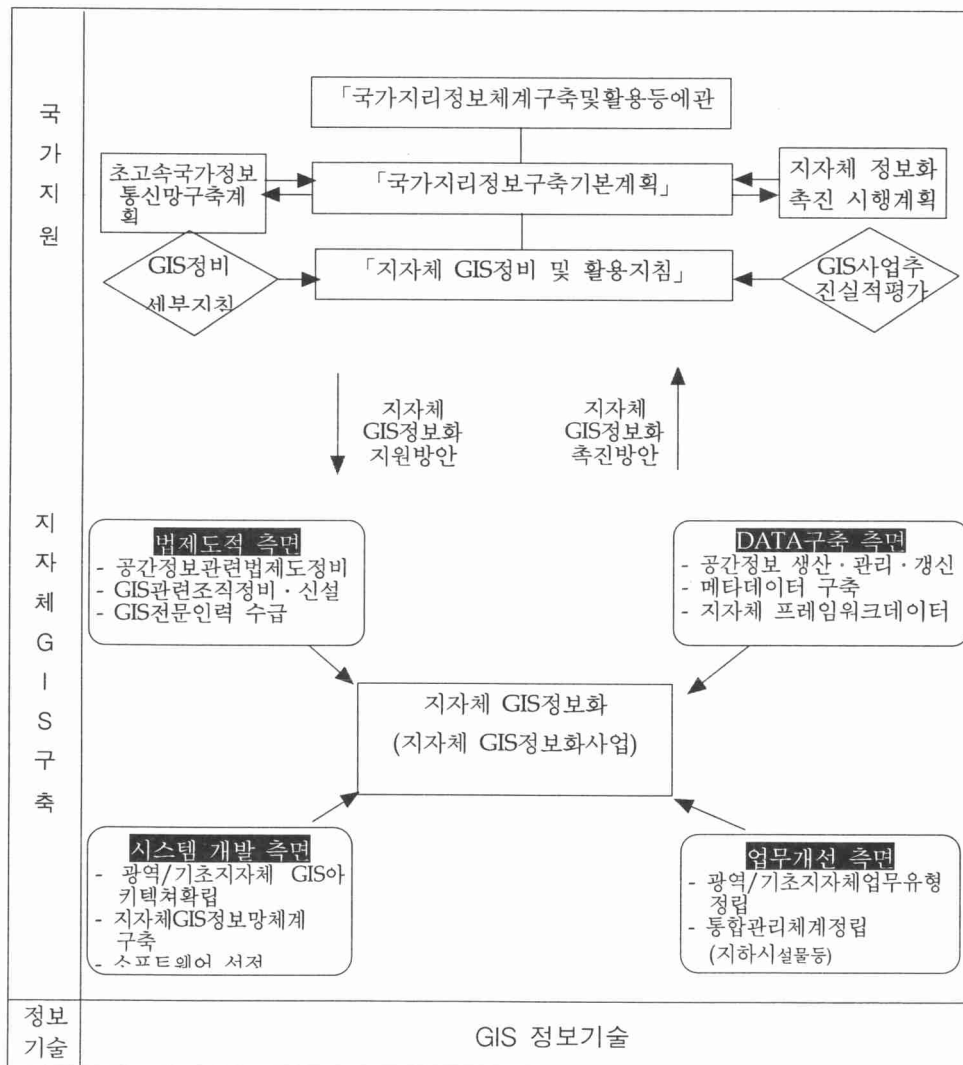 국가지원
「국가지리정보체계구축및활용등에관
초고속국가정보
통신망구축계
획
「국가지리정보구축기본계획」
지자체 정보화
촉진 시행계획
GIS정비
세부지침
「지자체 GIS정비 및 활용지침」
GIS사업추
진실적평가
지자체
GIS정보화
지원방안
지자체
GIS정보화
촉진방안
지자체GIS구축
법제도적 측면
- 공간정보관련법제도정비
- GIS관련조직정비·신설
- GIS전문인력 수급
DATA구축 측면
- 공간정보 생산·관리·갱신
- 메타데이터 구축
- 지자체 프레임워크데이터
지자체 GIS정보화
(지자체 GIS정보화사업)
시스템 개발 측면
- 광역/기초지자체 GIS아
키텍쳐확립
- 지자체GIS정보망체계
구축
- 소프트웨어 선정
업무개선 측면
- 광역/기초지자체업무유형
정립
- 통합관리체계정립
(지하시설물등)
정보
기술
GIS 정보기술